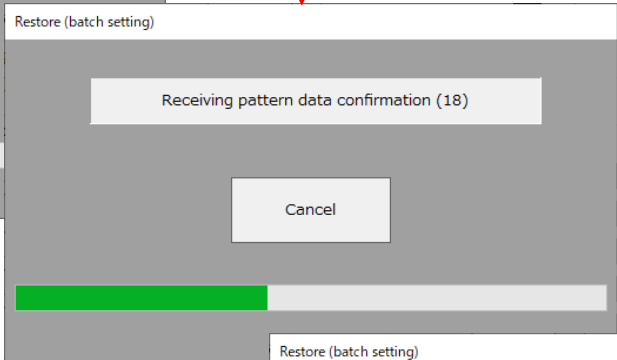 Restore (batch setting)
Receiving pattern data confirmation (18)
Cancel
Restore (batch setting)